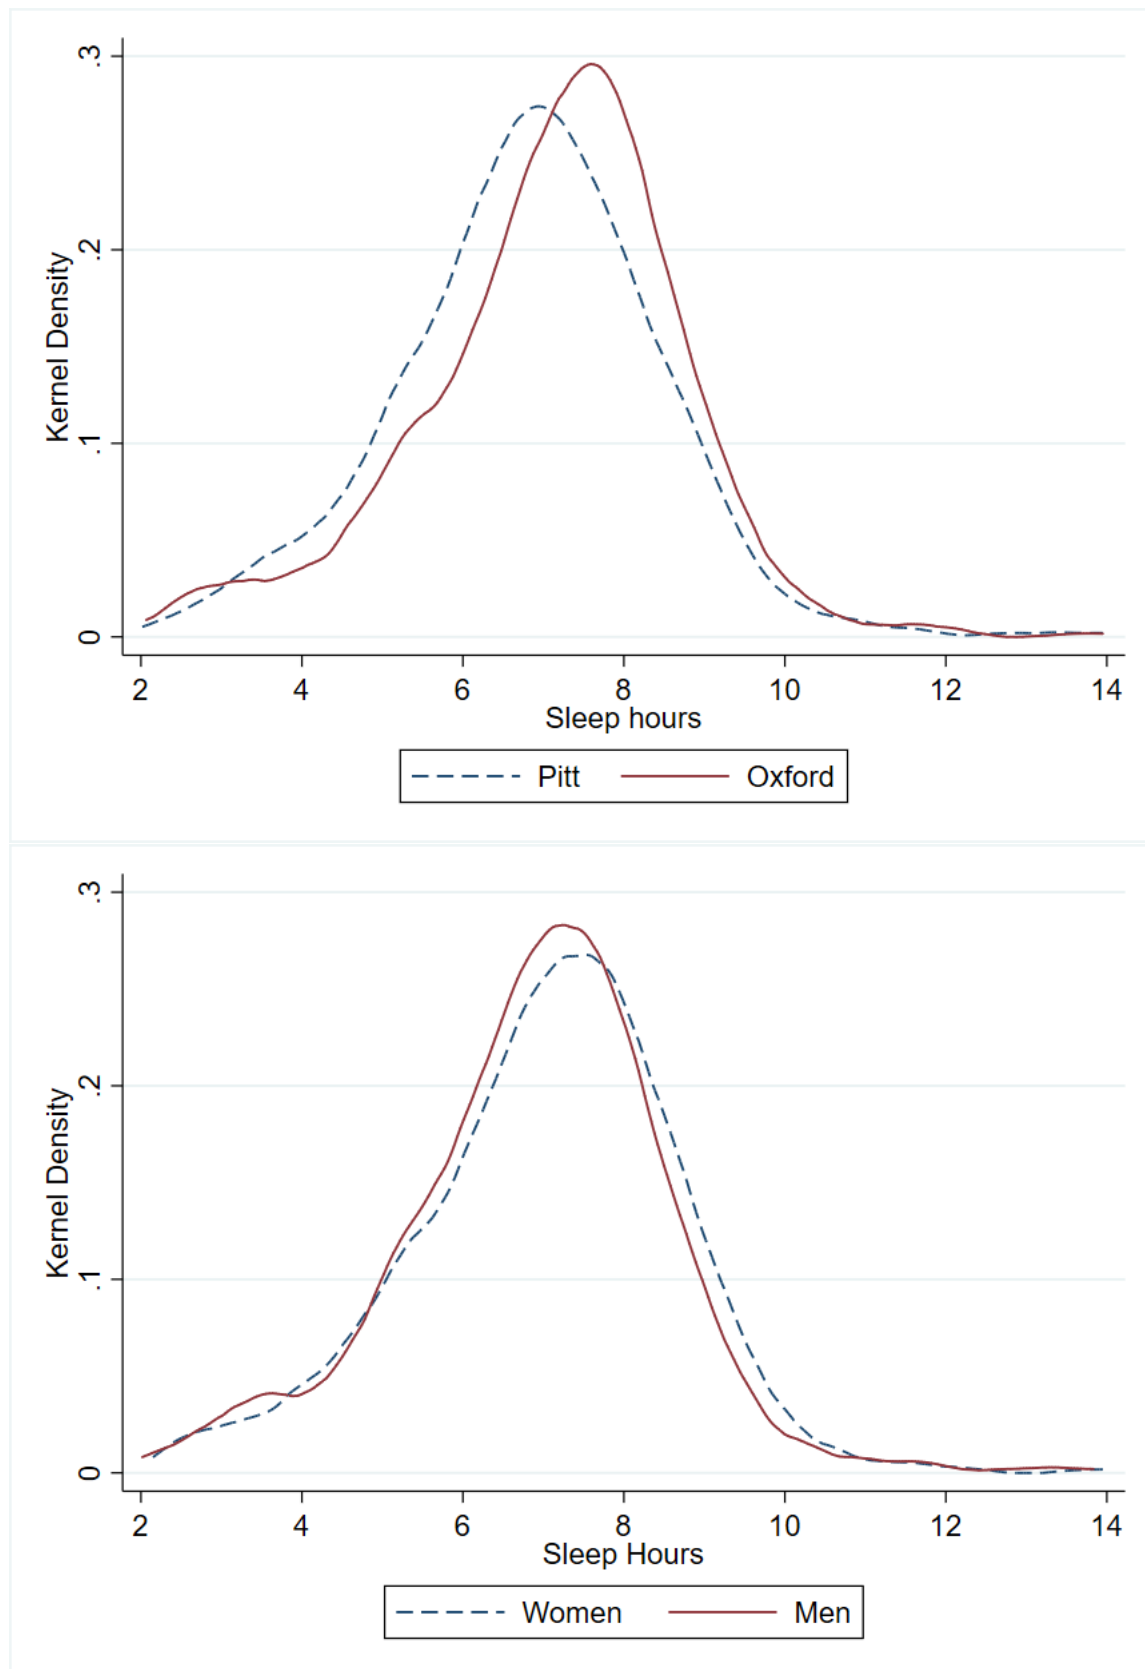 .3
.2
.1
0
Kernel Density
2 4 6 8 10 12 14
Sleep hours
Pitt Oxford
.3
.2
.1
0
Kernel Density
2 4 6 8 10 12 14
Sleep Hours
Women Men